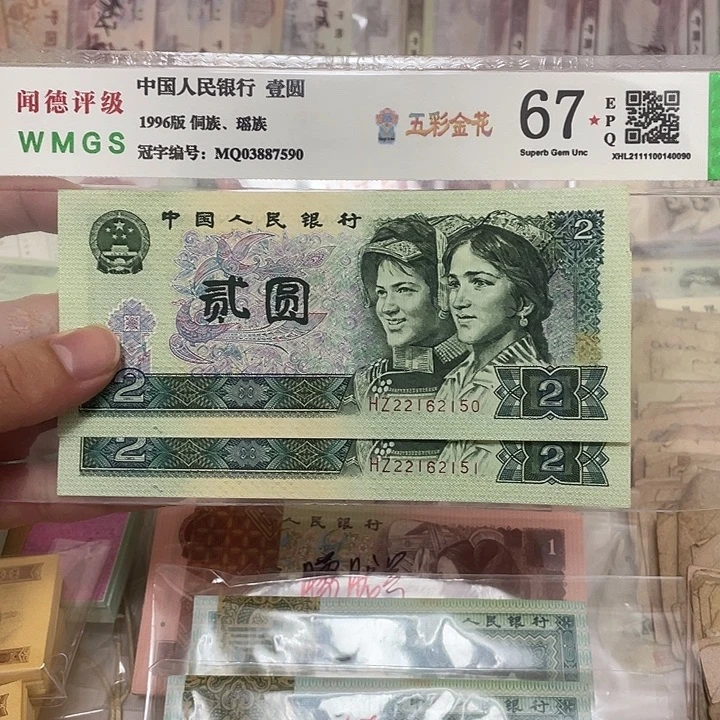 闻德评级
WMGS
中国人民银行 壹圆
1996版 侗族、瑶族
冠字编号：MQ03887590
五彩金花
67★
Superb Gem Unc
EPQ
XHL2111100140090
中国人民银行
2
贰圆
2
HZ22162150
2
2
HZ22162151
2
人民银行
1
人民银行